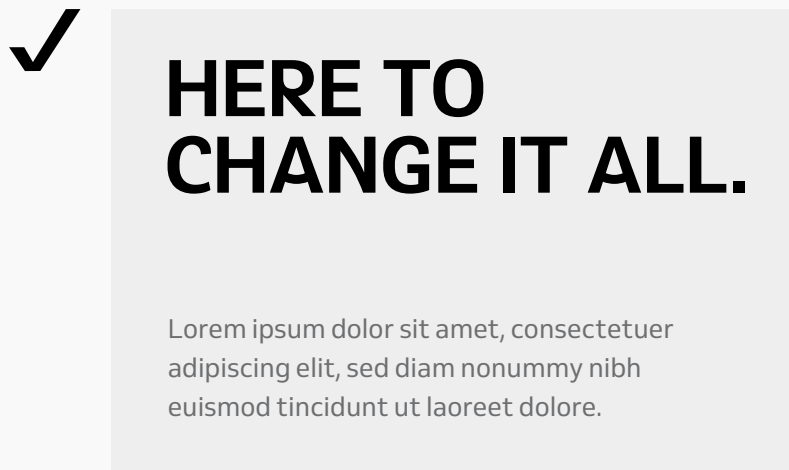 HERE TO
CHANGE IT ALL.
Lorem ipsum dolor sit amet, consectetuer
adipiscing elit, sed diam nonummy nibh
euismod tincidunt ut laoreet dolore.